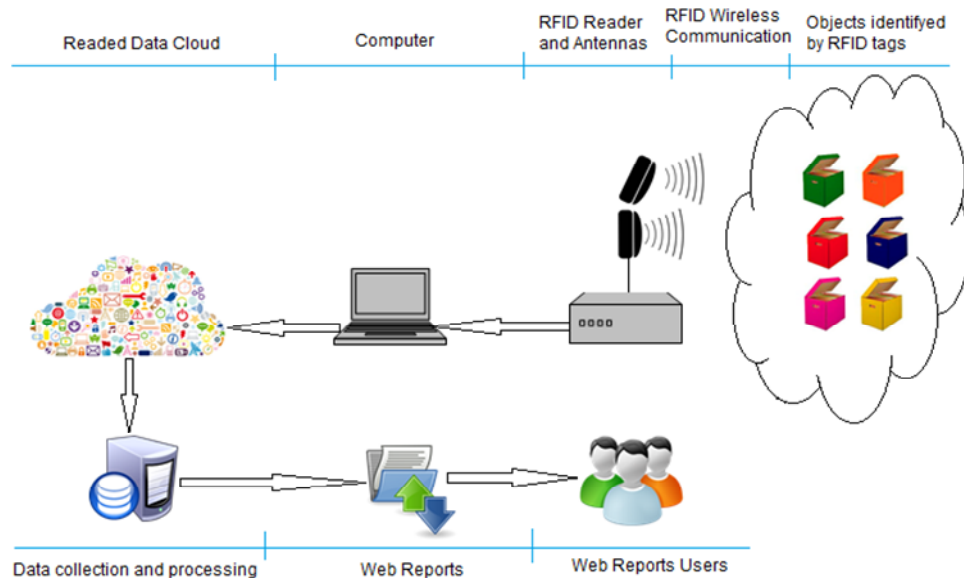 Readed Data Cloud
Computer
RFID Reader
and Antennas
RFID Wireless
Communication
Objects identifyed
by RFID tags
Data collection and processing
Web Reports
Web Reports Users